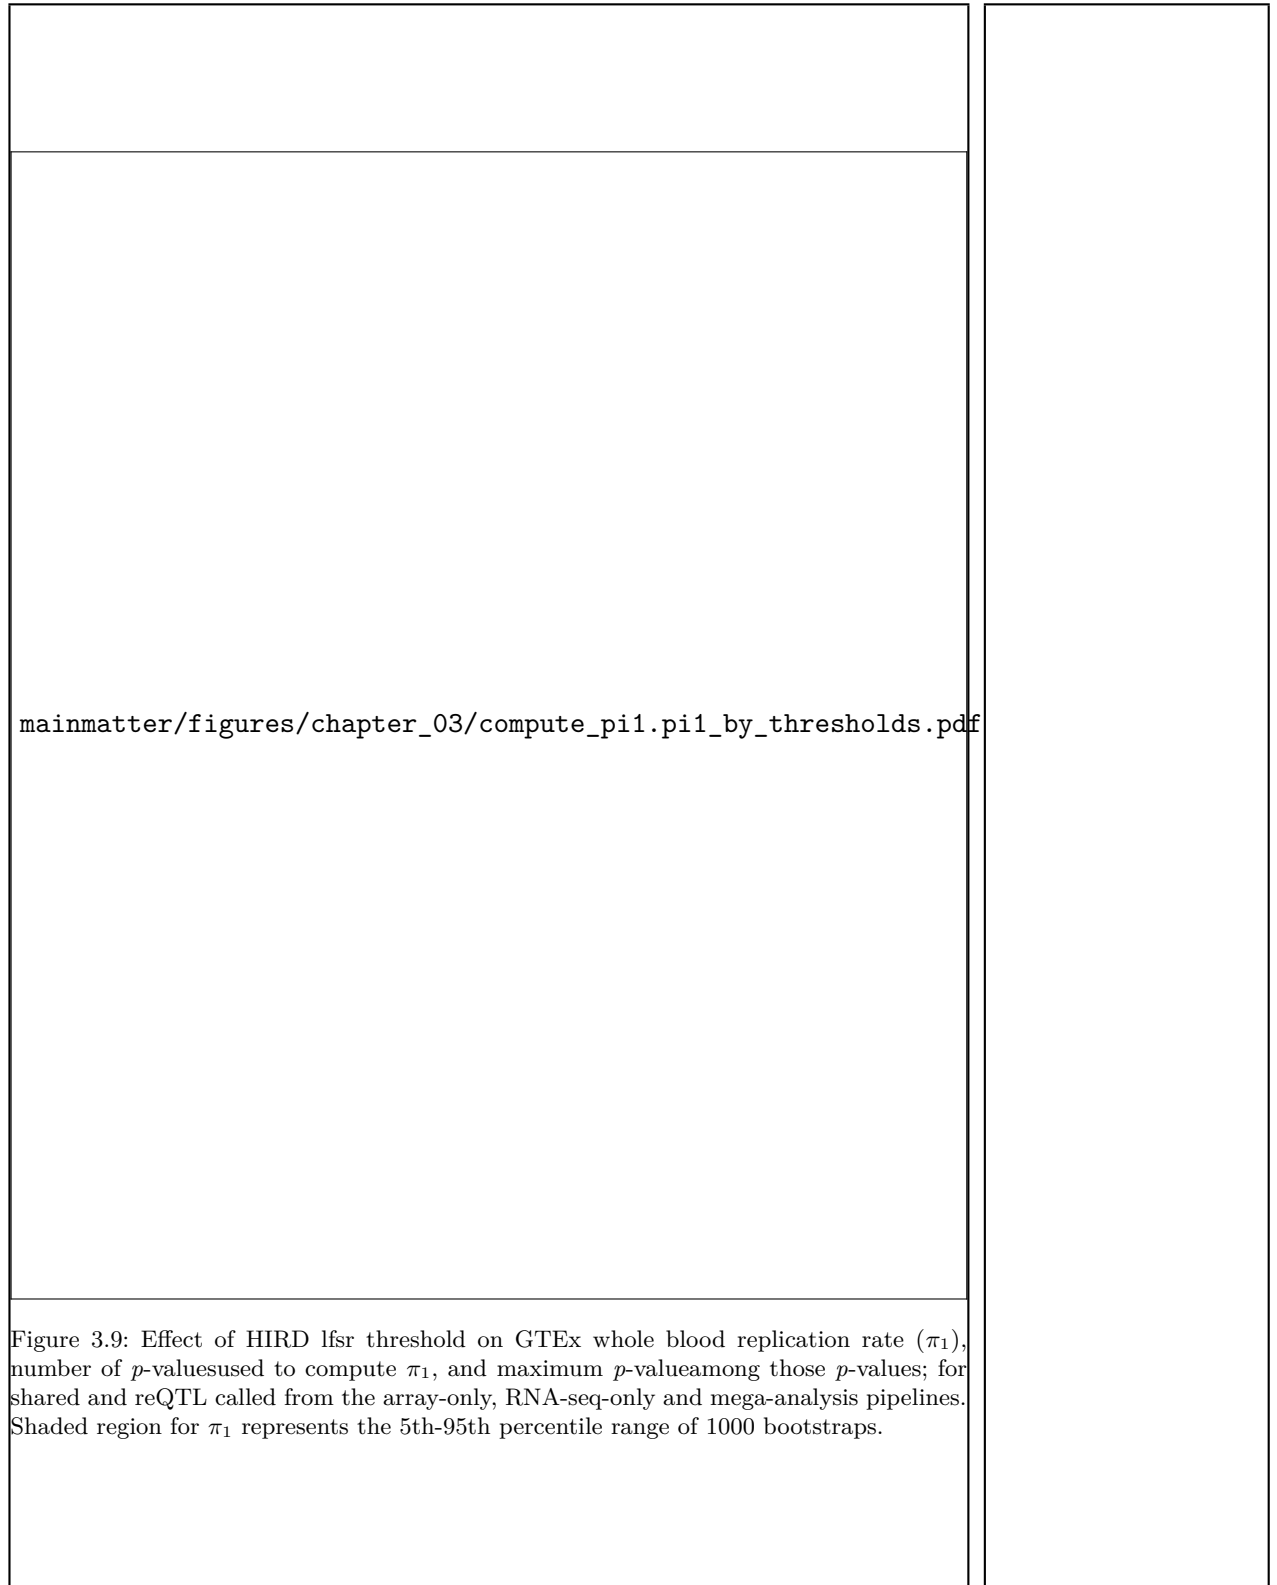 mainmatter/figures/chapter_03/compute_pi1.pi1_by_thresholds.pdf
Figure 3.9: Effect of HIRD lfsr threshold on GTEx whole blood replication rate (π₁),
number of p-valuesused to compute π₁, and maximum p-valueamong those p-values; for
shared and reQTL called from the array-only, RNA-seq-only and mega-analysis pipelines.
Shaded region for π₁ represents the 5th-95th percentile range of 1000 bootstraps.